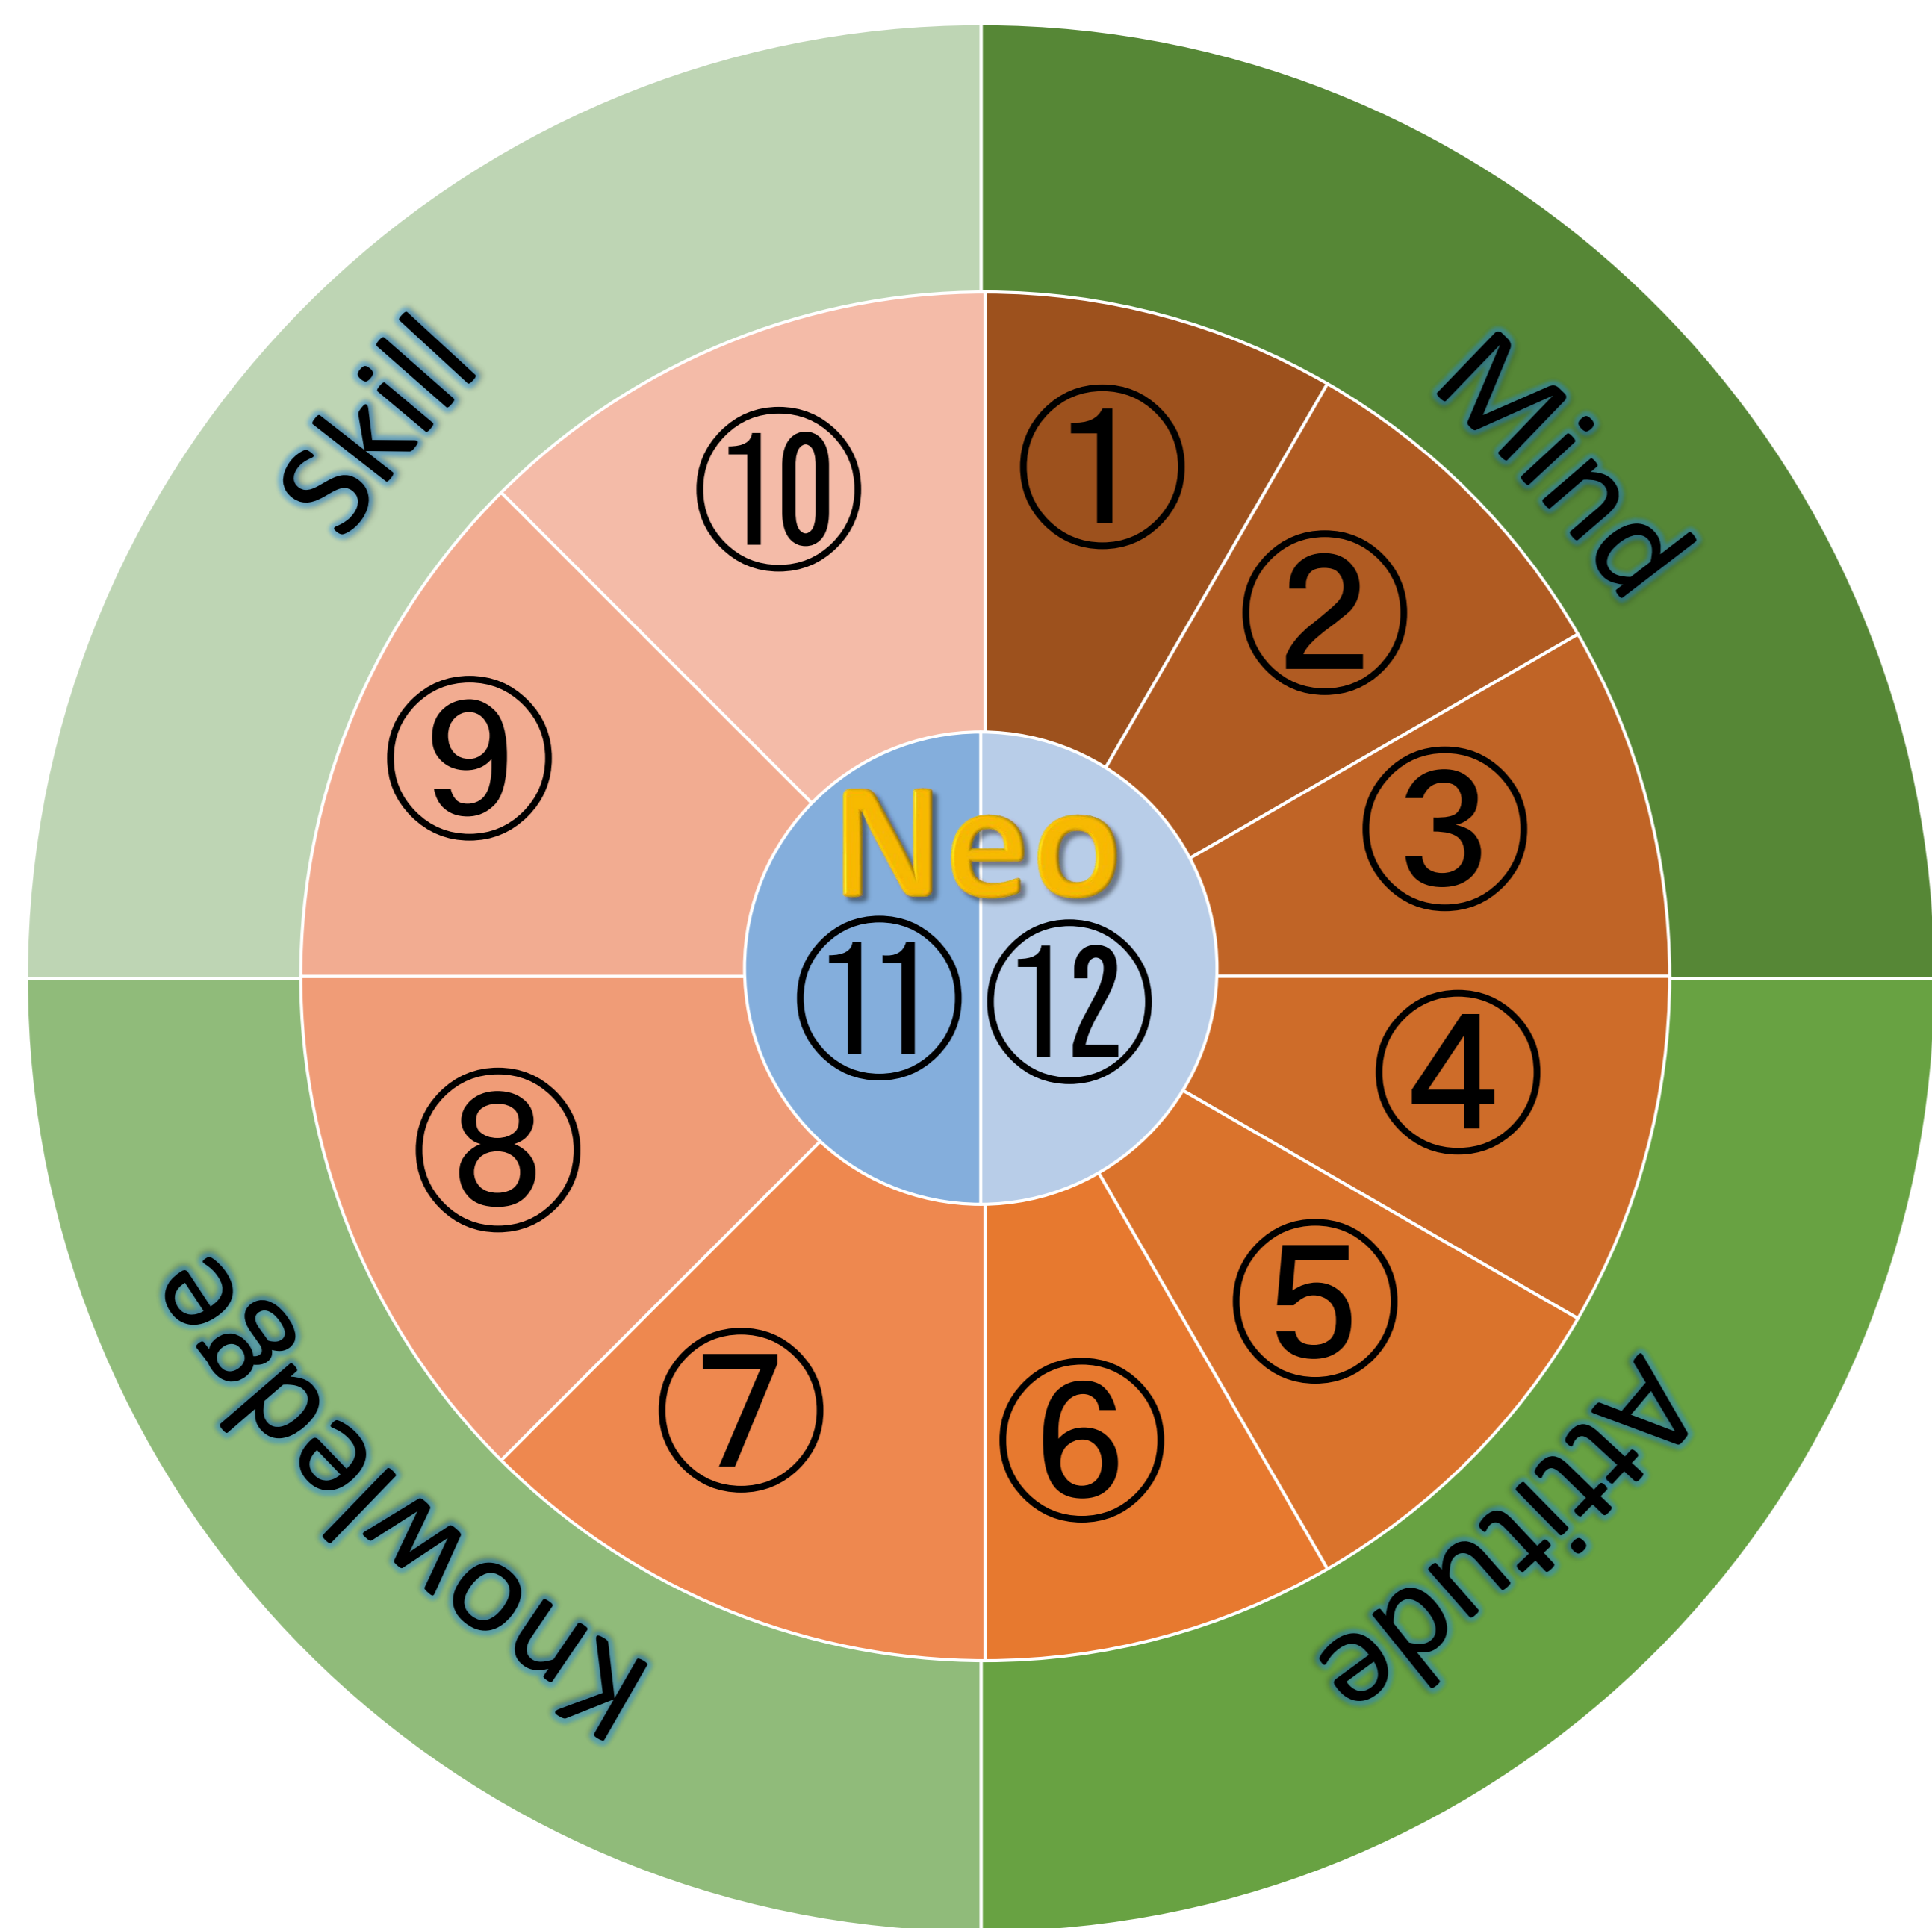 Skill
Mind
⑩
①
②
⑨
③
Neo
⑪
⑫
④
⑧
⑤
⑦
⑥
Knowledge
Attitude